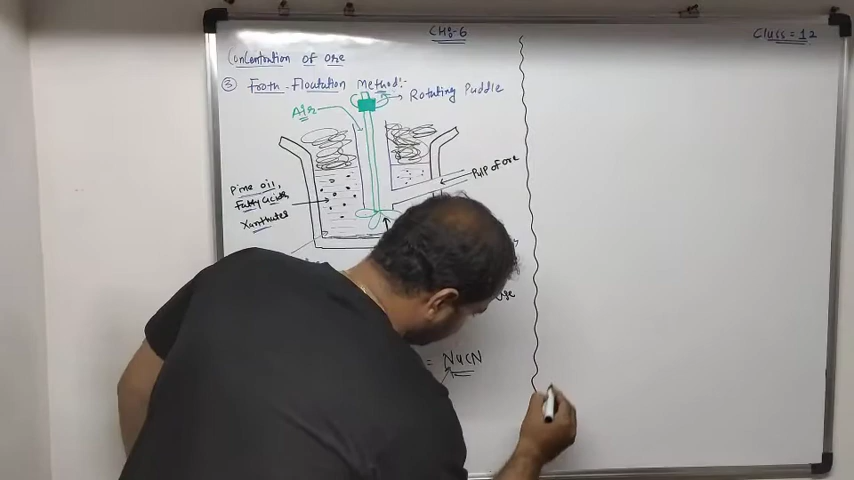 CH:-6
Class = 12
Concentration of ore
③ Froth-Floatation Method:-
Air
Rotating Puddle
Pine oil,
Fatty acids,
Xanthates
Pulp of ore
= NaCN